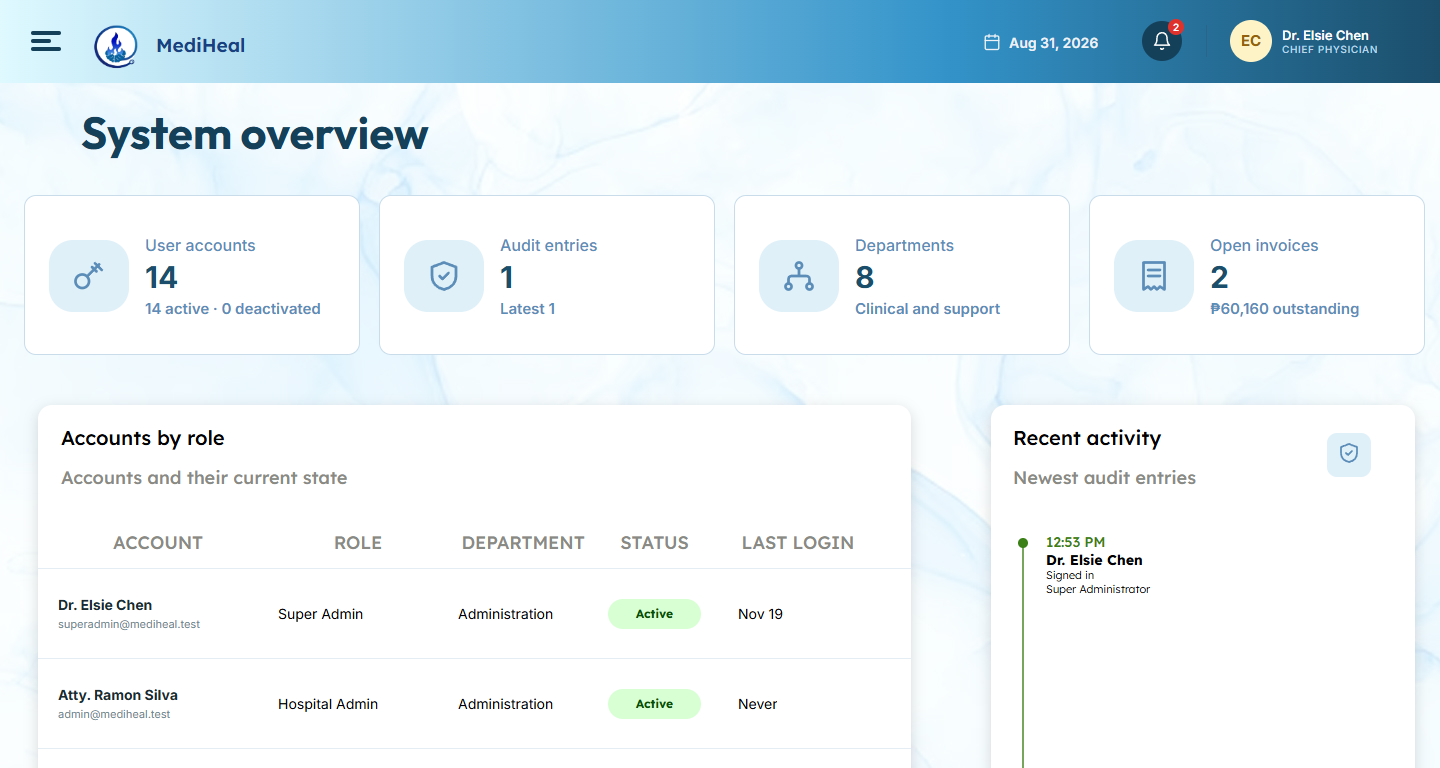 MediHeal
Aug 31, 2026
2
EC
Dr. Elsie Chen
CHIEF PHYSICIAN
System overview
User accounts
14
14 active · 0 deactivated
Audit entries
1
Latest 1
Departments
8
Clinical and support
Open invoices
2
₱60,160 outstanding
Accounts by role
Accounts and their current state
ACCOUNT ROLE DEPARTMENT STATUS LAST LOGIN
Dr. Elsie Chen
superadmin@mediheal.test
Super Admin Administration Active Nov 19
Atty. Ramon Silva
admin@mediheal.test
Hospital Admin Administration Active Never
Recent activity
Newest audit entries
12:53 PM
Dr. Elsie Chen
Signed in
Super Administrator